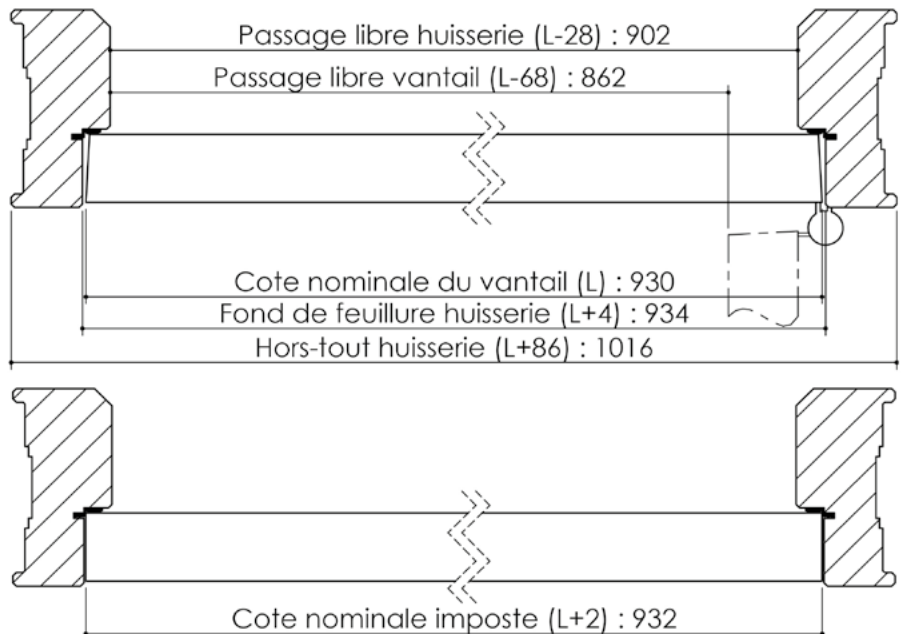 Passage libre huisserie (L-28) : 902
Passage libre vantail (L-68) : 862
Cote nominale du vantail (L) : 930
Fond de feuillure huisserie (L+4) : 934
Hors-tout huisserie (L+86) : 1016
Cote nominale imposte (L+2) : 932